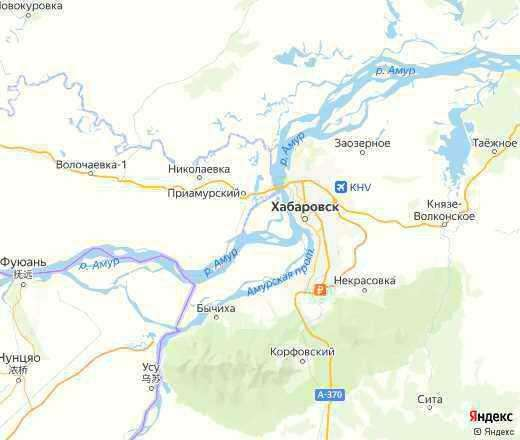 Новокуровка
р. Амур
р. Амур
Заозерное
Таёжное
Волочаевка-1
Николаевка
Приамурский
KHV
Хабаровск
Князе-
Волконское
Фуюань
抚远
р. Амур
р. Амур
Амурская прот.
Некрасовка
Бычиха
₽
Нунцяо
浓桥
Усу
乌苏
Корфовский
А-370
Сита
Яндекс
© Яндекс